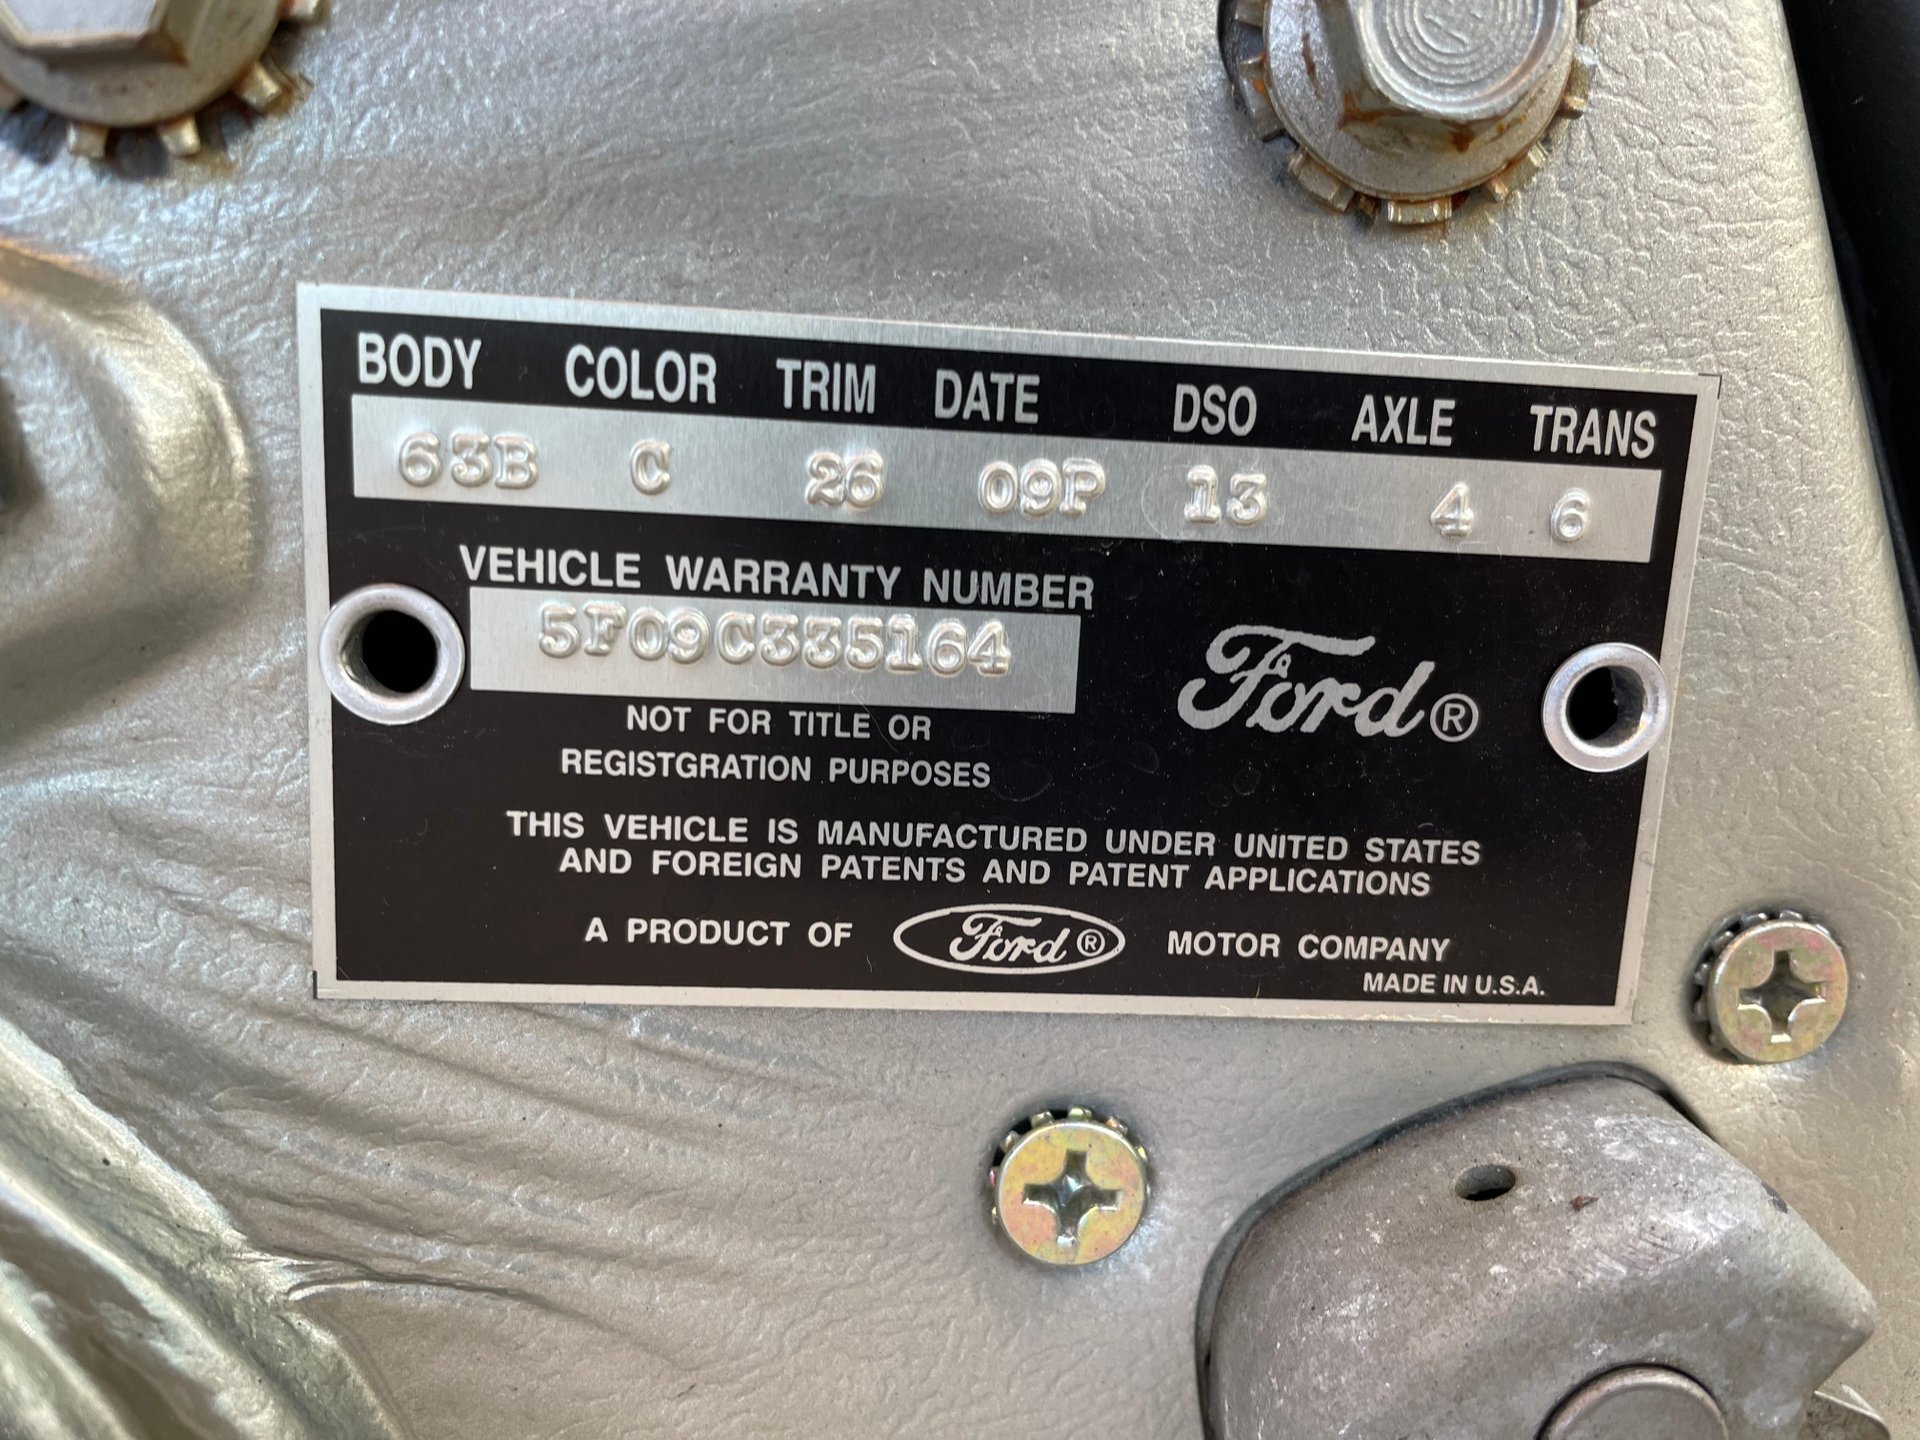 BODY COLOR TRIM DATE DSO AXLE TRANS
63B C 26 09P 13 4 6
VEHICLE WARRANTY NUMBER
5F09C335164
Ford®
NOT FOR TITLE OR
REGISTGRATION PURPOSES
THIS VEHICLE IS MANUFACTURED UNDER UNITED STATES
AND FOREIGN PATENTS AND PATENT APPLICATIONS
A PRODUCT OF Ford® MOTOR COMPANY
MADE IN U.S.A.